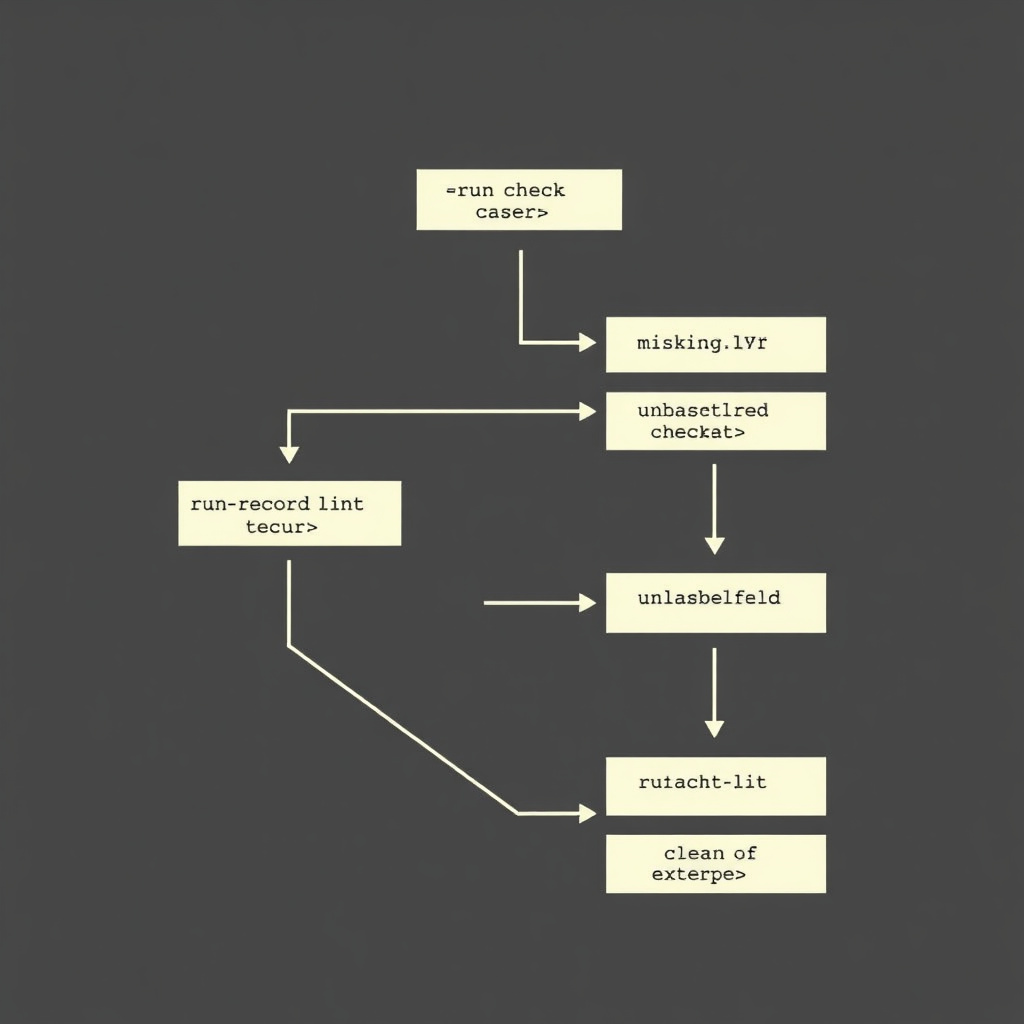 =run check
caser>
misking.lVr
unbasetlred
checkat>
run-record lint
tecur>
unlasbelfeld
rutacht-lit
clean of
exterpe>